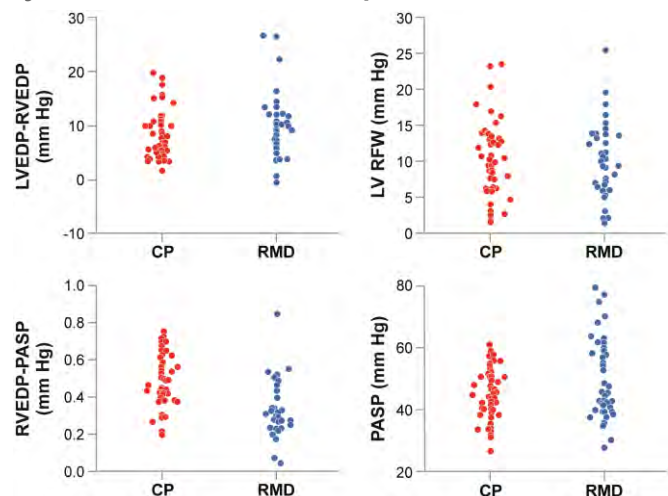 30
20
10
0
-10
LVEDP-RVEDP
(mm Hg)
CP
RMD
30
25
20
15
10
5
0
LV RFW (mm Hg)
CP
RMD
1.0
0.8
0.6
0.4
0.2
0.0
RVEDP-PASP
(mm Hg)
CP
RMD
80
60
40
20
PASP (mm Hg)
CP
RMD